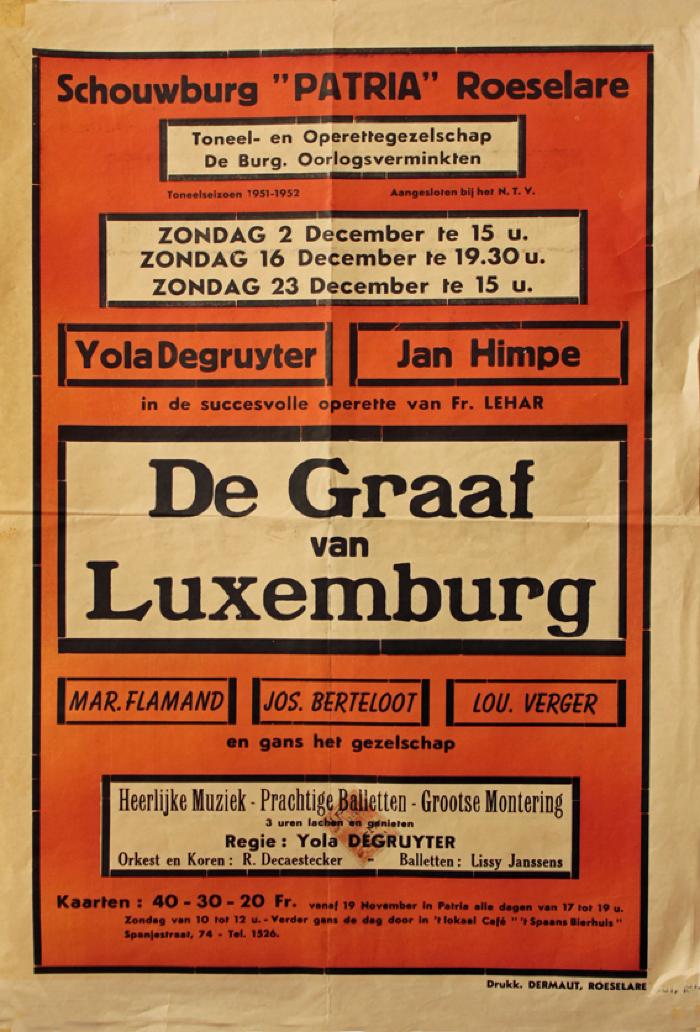 Schouwburg "PATRIA" Roeselare
Toneel- en Operettegezelschap
De Burg. Oorlogsverminkten
Toneelseizoen 1951-1952 Aangesloten bij het N. T. V.
ZONDAG 2 December te 15 u.
ZONDAG 16 December te 19.30 u.
ZONDAG 23 December te 15 u.
Yola Degruyter Jan Himpe
in de succesvolle operette van Fr. LEHAR
De Graaf
van
Luxemburg
MAR. FLAMAND JOS. BERTELOOT LOU. VERGER
en gans het gezelschap
Heerlijke Muziek - Prachtige Balletten - Grootse Montering
3 uren lachen en genieten
Regie : Yola DEGRUYTER
Orkest en Koren : R. Decaestecker - Balletten : Lissy Janssens
Kaarten : 40 - 30 - 20 Fr. vanaf 19 November in Patria alle dagen van 17 tot 19 u.
Zondag van 10 tot 12 u. - Verder gans de dag door in 't lokaal Café " 't Spaans Bierhuis "
Spanjestraat, 74 - Tel. 1526.
Drukk. DERMAUT, ROESELARE